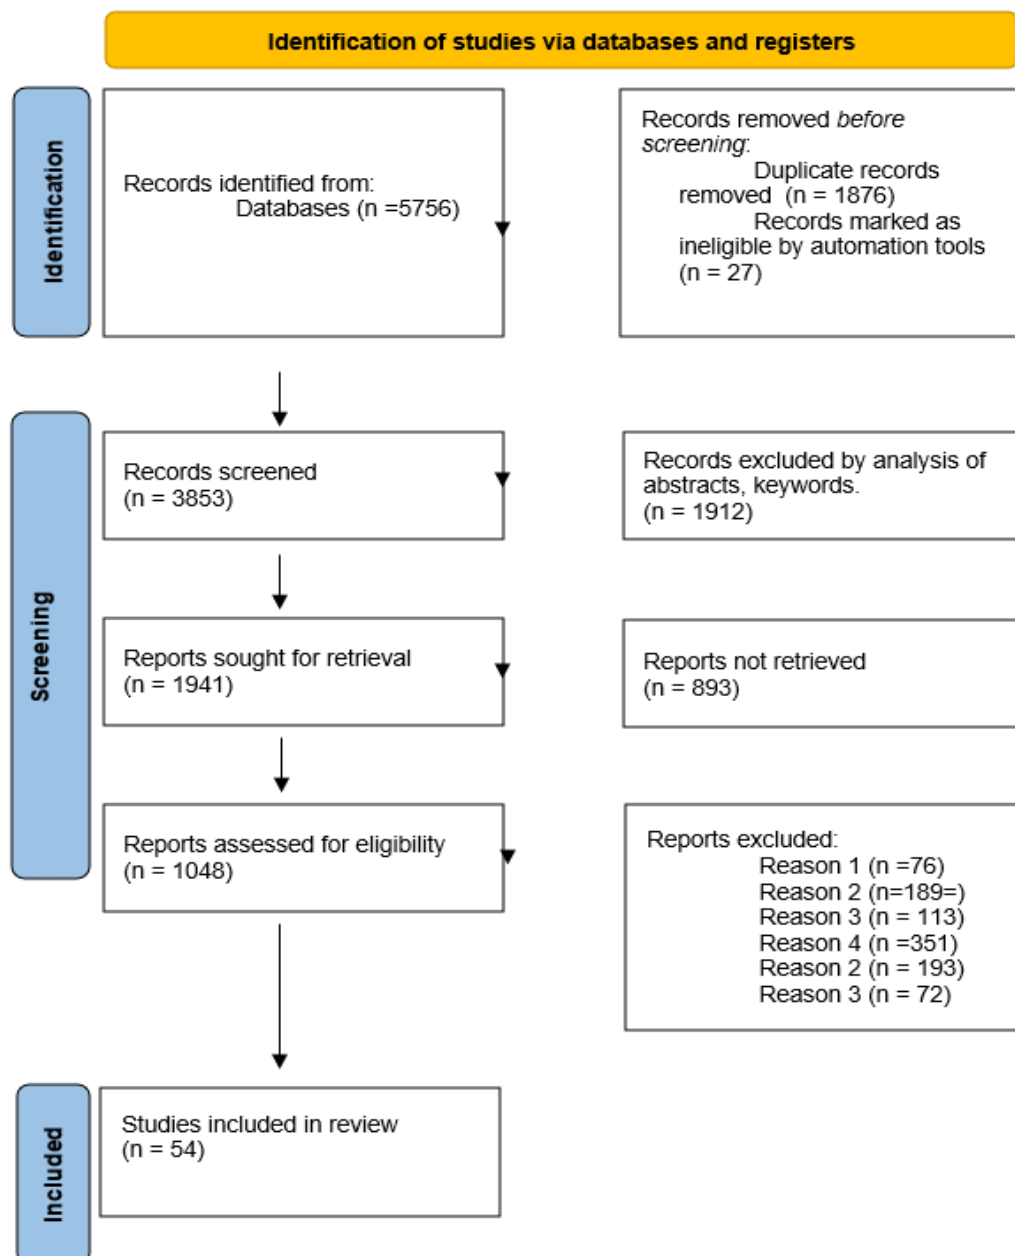 Identification of studies via databases and registers
Identification
Records identified from:
Databases (n =5756)
Records removed before
screening:
Duplicate records
removed  (n = 1876)
Records marked as
ineligible by automation tools
(n = 27)
Screening
Records screened
(n = 3853)
Records excluded by analysis of
abstracts, keywords.
(n = 1912)
Reports sought for retrieval
(n = 1941)
Reports not retrieved
(n = 893)
Reports assessed for eligibility
(n = 1048)
Reports excluded:
Reason 1 (n =76)
Reason 2 (n=189=)
Reason 3 (n = 113)
Reason 4 (n =351)
Reason 2 (n = 193)
Reason 3 (n = 72)
Included
Studies included in review
(n = 54)